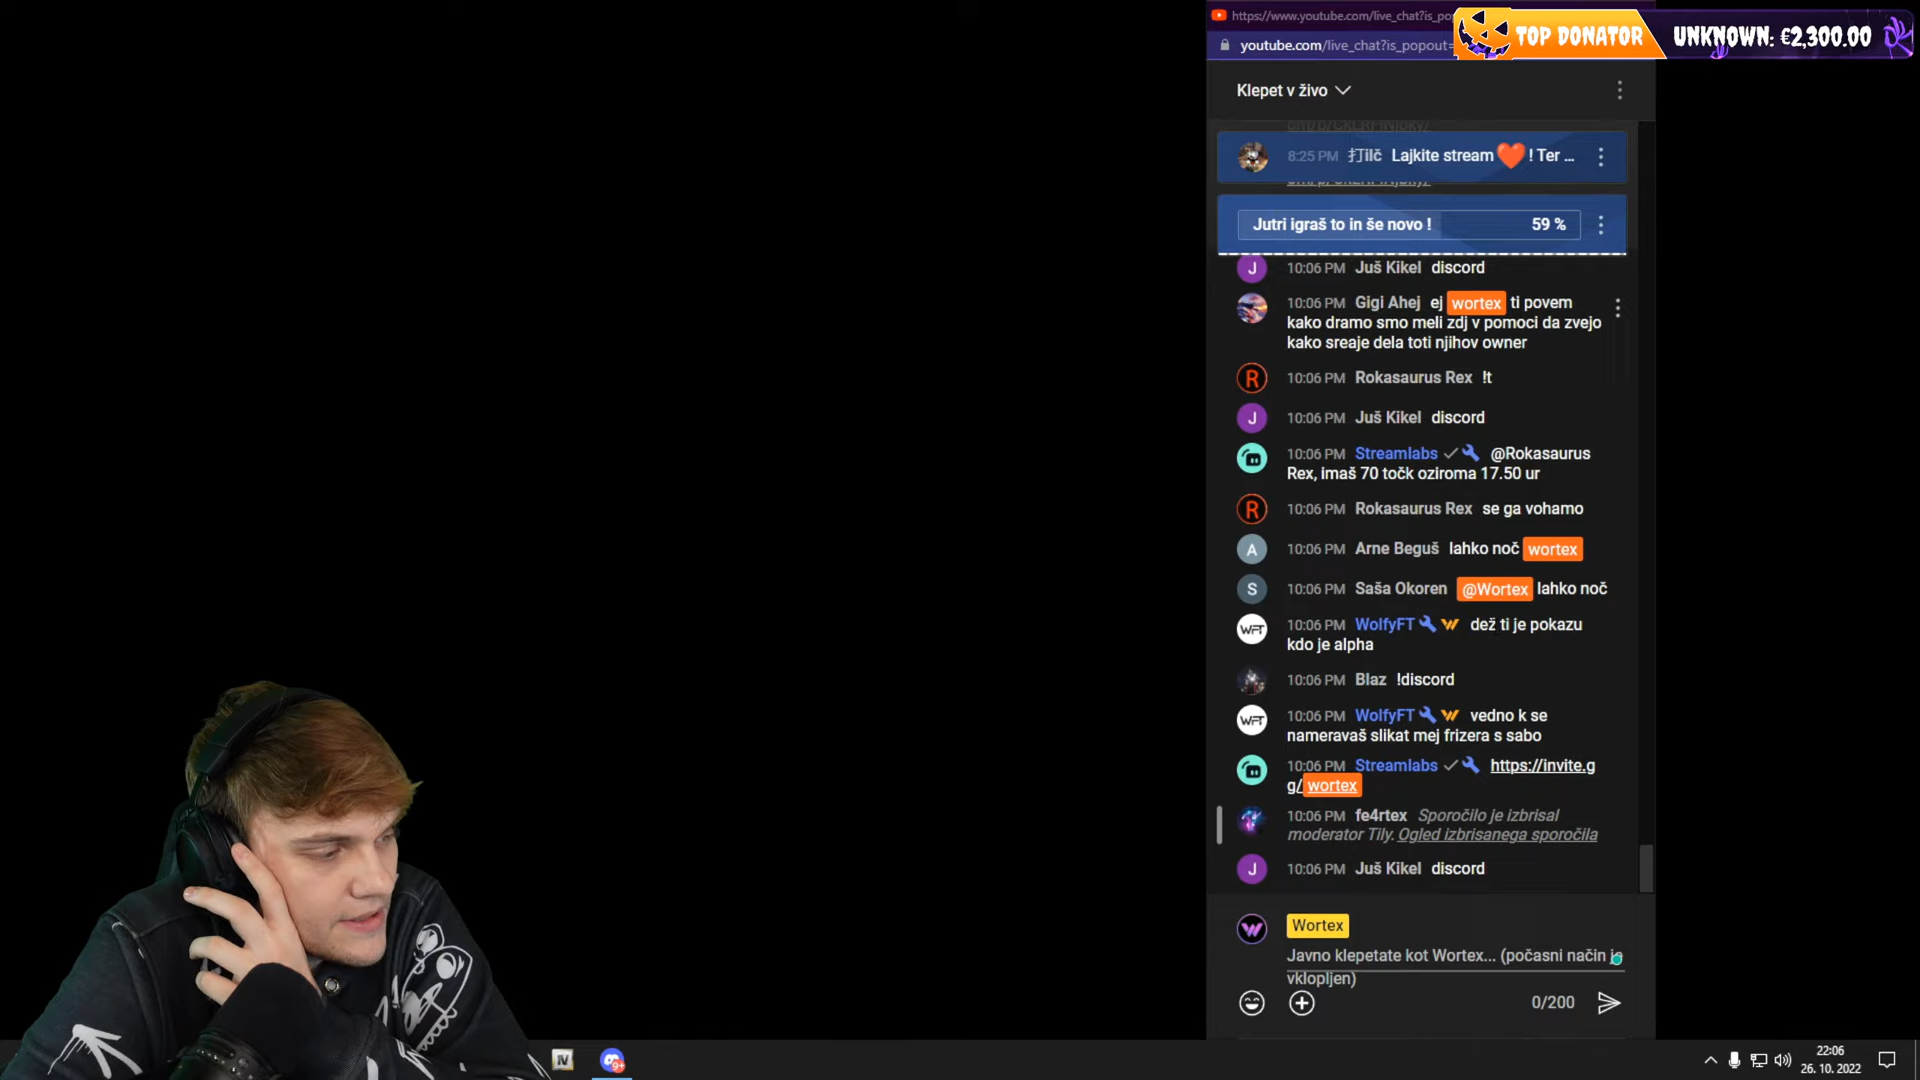 https://www.youtube.com/live_chat?is_po
youtube.com/live_chat?is_popout=
TOP DONATOR
UNKNOWN: €2,300.00
Klepet v živo
8:25 PM 打ilč Lajkite stream ! Ter ...
Jutri igraš to in še novo ! 59 %
J 10:06 PM Juš Kikel discord
10:06 PM Gigi Ahej ej wortex ti povem
kako dramo smo meli zdj v pomoci da zvejo
kako sreaje dela toti njihov owner
R 10:06 PM Rokasaurus Rex !t
J 10:06 PM Juš Kikel discord
10:06 PM Streamlabs @Rokasaurus
Rex, imaš 70 točk oziroma 17.50 ur
R 10:06 PM Rokasaurus Rex se ga vohamo
A 10:06 PM Arne Beguš lahko noč wortex
S 10:06 PM Saša Okoren @Wortex lahko noč
WFT 10:06 PM WolfyFT dež ti je pokazu
kdo je alpha
10:06 PM Blaz !discord
WFT 10:06 PM WolfyFT vedno k se
nameravaš slikat mej frizera s sabo
10:06 PM Streamlabs https://invite.g
g/wortex
10:06 PM fe4rtex Sporočilo je izbrisal
moderator Tily. Ogled izbrisanega sporočila
J 10:06 PM Juš Kikel discord
Wortex
Javno klepetate kot Wortex... (počasni način je
vklopljen)
0/200
IV
9+
22:06
26. 10. 2022